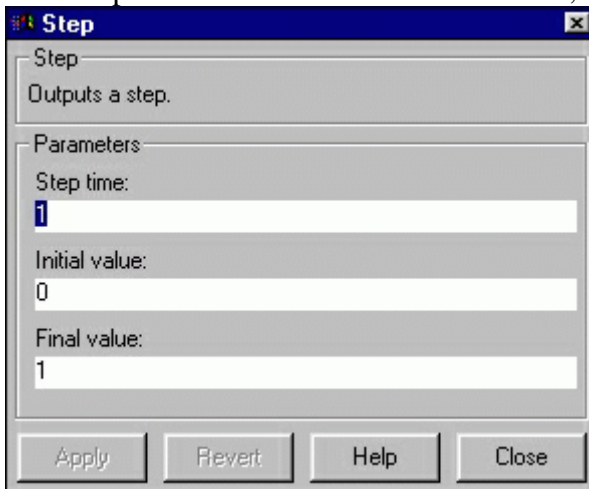 Step
Step
Outputs a step.
Parameters
Step time:
1
Initial value:
0
Final value:
1
Apply Revert Help Close